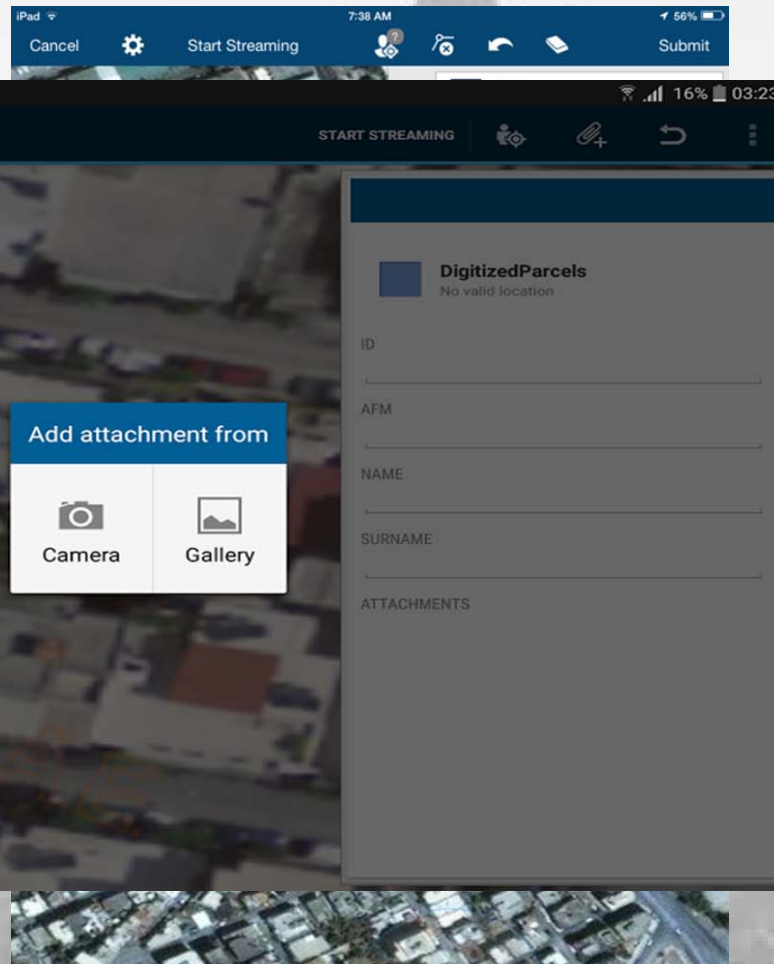 iPad 7:38 AM 56%
Cancel Start Streaming ? Submit
16% 03:23
START STREAMING
DigitizedParcels
No valid location
ID
AFM
Add attachment from
NAME
Camera Gallery
SURNAME
ATTACHMENTS